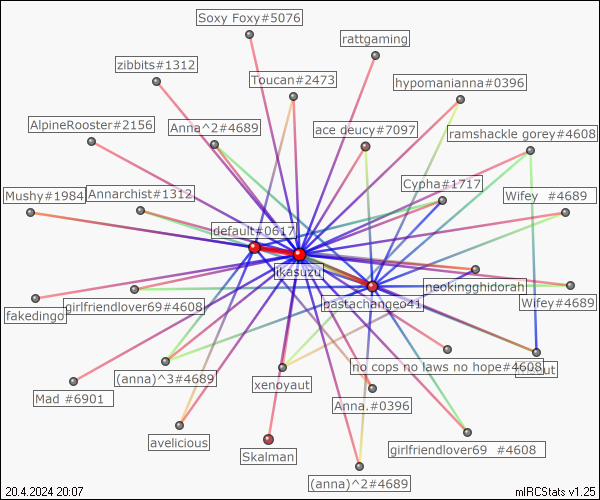 Soxy Foxy#5076
rattgaming
zibbits#1312
Toucan#2473
hypomanianna#0396
AlpineRooster#2156
Anna^2#4689
ace deucy#7097
ramshackle gorey#4608
Cypha#1717
Mushy#1984
Annarchist#1312
Wifey #4689
default#0617
ikasuzu
neokingghidorah
Wifey#4689
fakedingo
girlfriendlover69#4608
pastachangeo41
no cops no laws no hope#4608
(anna)^3#4689
xenoyaut
Mad #6901
Anna.#0396
avelicious
Skalman
girlfriendlover69 #4608
(anna)^2#4689
20.4.2024 20:07
mIRCStats v1.25